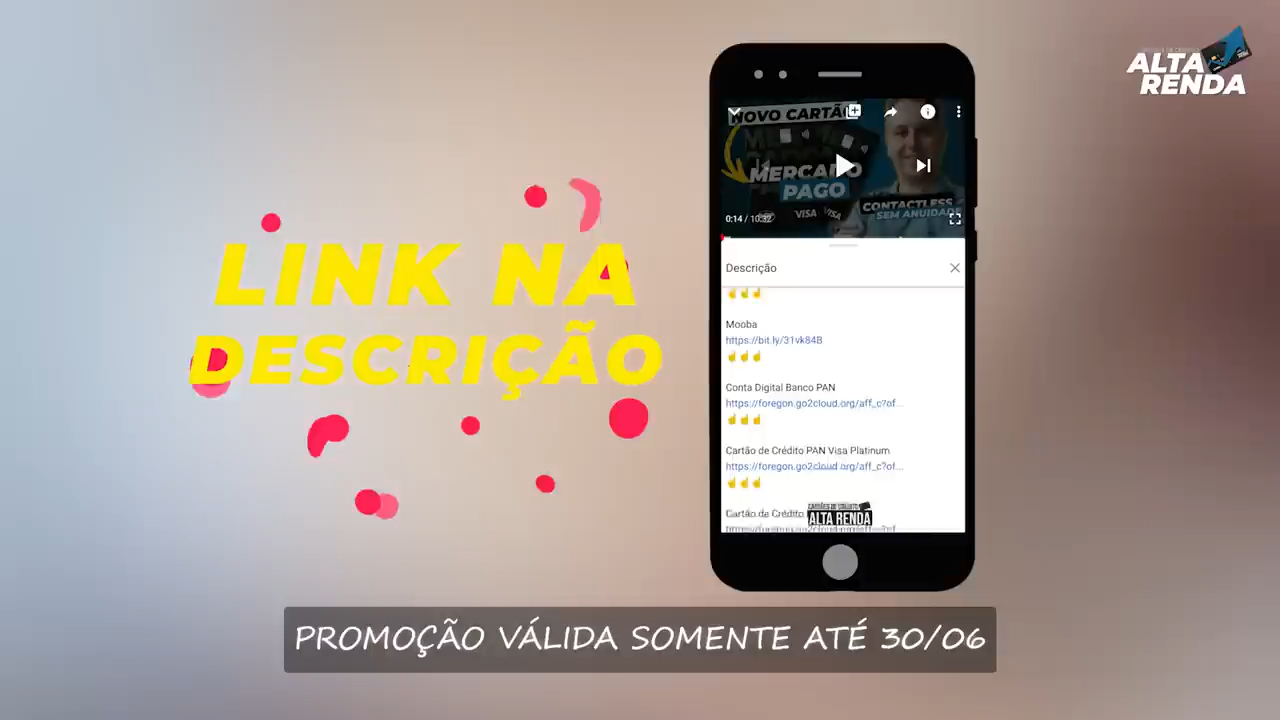 ALTA
RENDA
NOVO CARTÃO
MERCADO
PAGO
VISA
VISA
CONTACTLESS
SEM ANUIDADE
0:14 / 10:32
LINK NA
DESCRIÇÃO
Descrição
Mooba
https://bit.ly/31vk84B
Conta Digital Banco PAN
https://foregon.go2cloud.org/aff_c?of...
Cartão de Crédito PAN Visa Platinum
https://foregon.go2cloud.org/aff_c?of...
Cartão de Crédito
ALTA RENDA
PROMOÇÃO VÁLIDA SOMENTE ATÉ 30/06